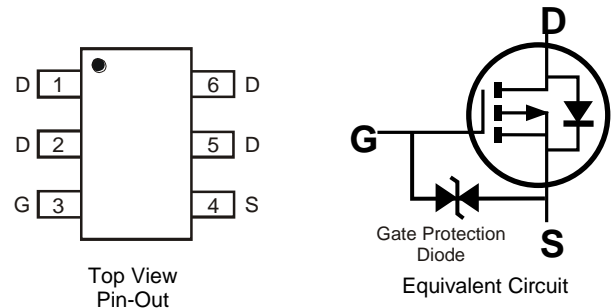 D 1 6 D
D 2 5 D
G 3 4 S
Top View
Pin-Out
D
G
S
Gate Protection
Diode
Equivalent Circuit